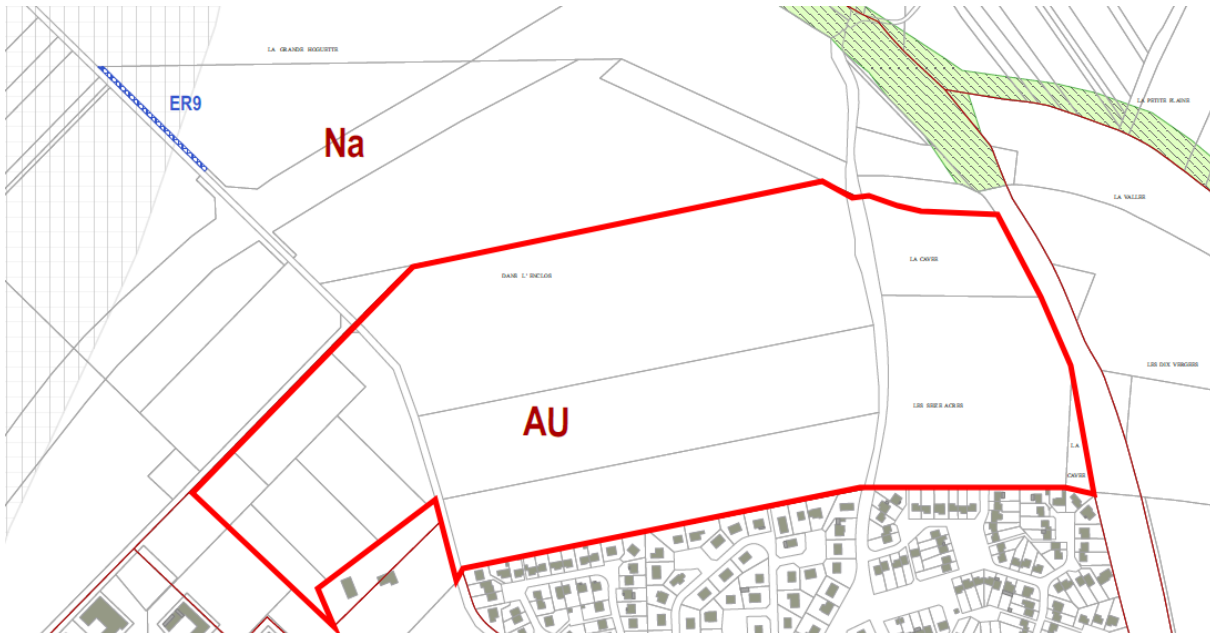 LA GRANDE HOGUETTE
ER9
LA PETITE PLAINE
Na
LA VALLEE
LA CAVEE
DANS L' ENCLOS
LES DIX VERGEES
LES SEIZE ACRES
AU
LA
CAVEE